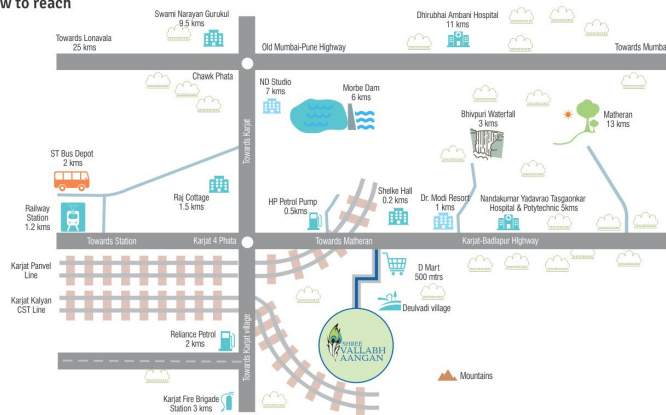 w to reach
Swami Narayan Gurukul
9.5 kms
Dhirubhai Ambani Hospital
11 kms
Towards Lonavala
25 kms
Old Mumbai-Pune Highway
Towards Mumba
Chawk Phata
ND Studio
7 kms
Morbe Dam
6 kms
Bhivpuri Waterfall
3 kms
Matheran
13 kms
Towards Karjat
ST Bus Depot
2 kms
Raj Cottage
1.5 kms
Railway
Station
1.2 kms
HP Petrol Pump
0.5kms
Shelke Hall
0.2 kms
Dr. Modi Resort
1 kms
Nandakumar Yadavrao Tasgaonkar
Hospital & Potytechnic 5kms
Towards Station
Karjat 4 Phata
Towards Matheran
Karjat-Badlapur Highway
Karjat Panvel
Line
D Mart
500 mtrs
Karjat Kalyan
CST Line
Deulvadi village
Reliance Petrol
2 kms
Towards Karjat village
SHREE
VALLABH
AANGAN
Mountains
Karjat Fire Brigade
Station 3 kms